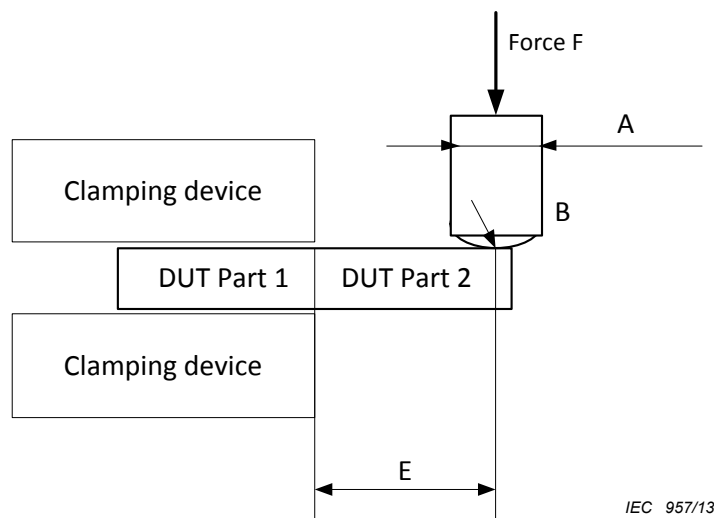 Force F
A
Clamping device
B
DUT Part 1
DUT Part 2
Clamping device
E
IEC 957/13